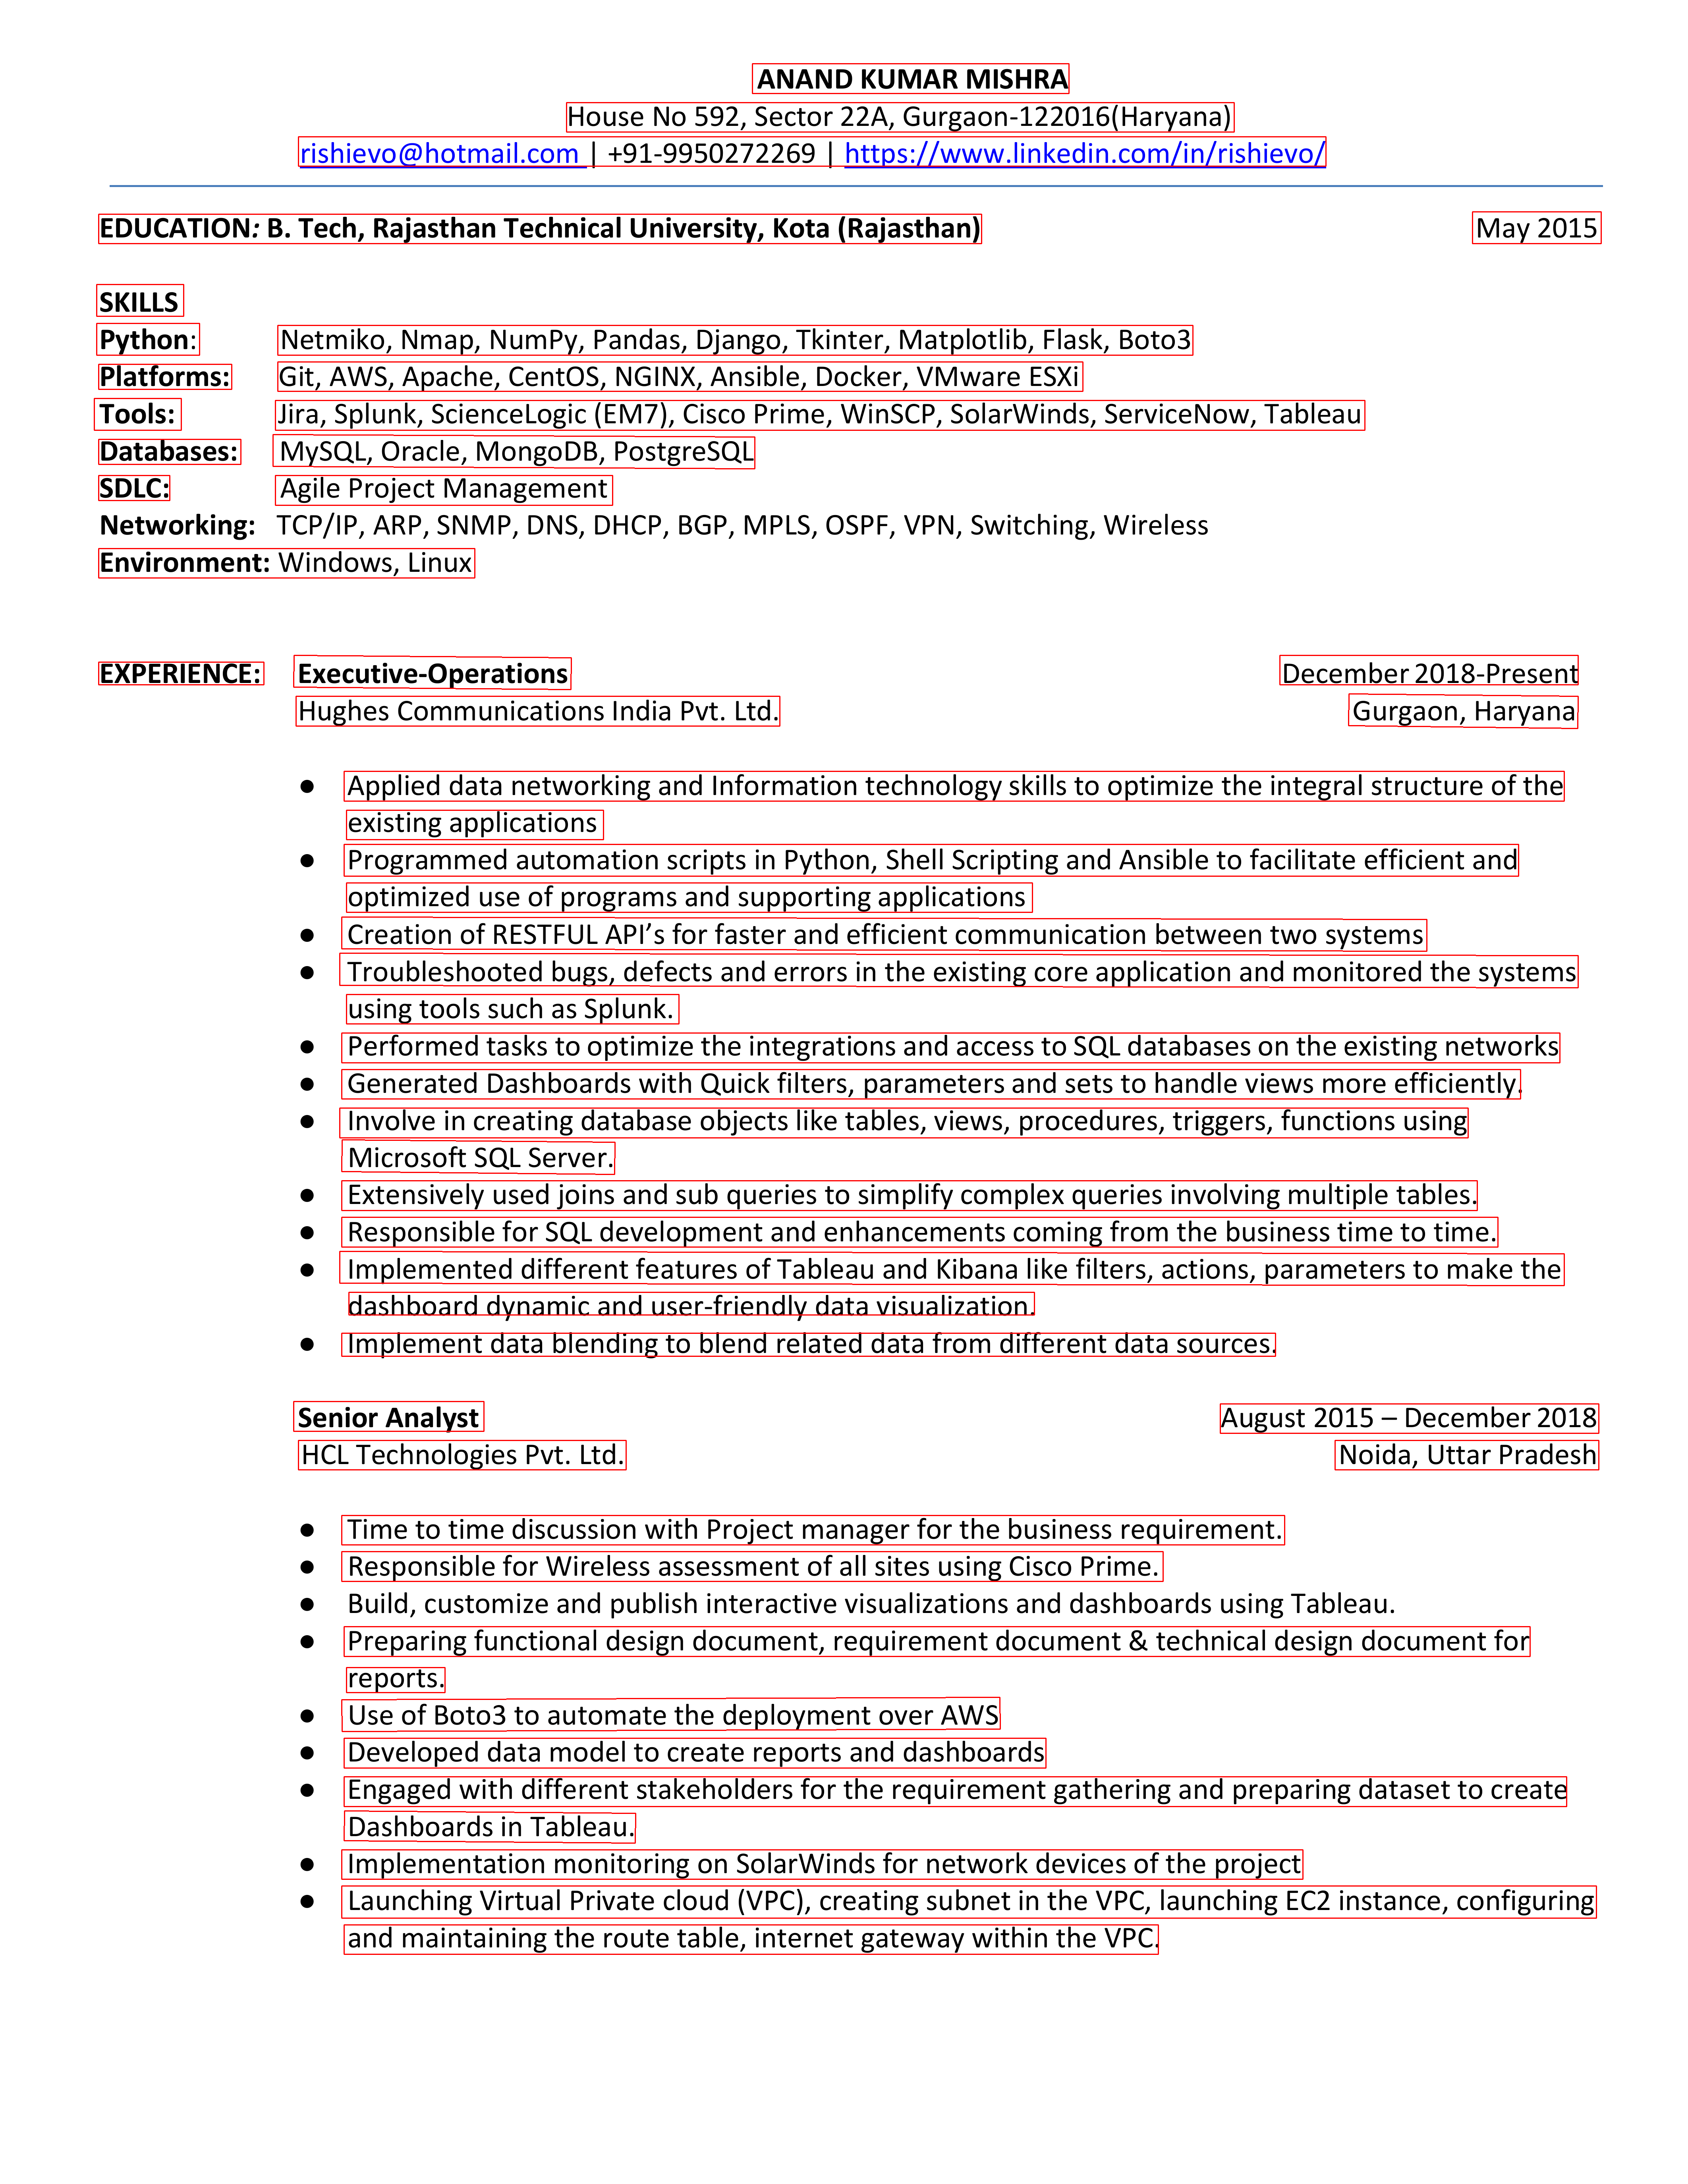 ANAND KUMAR MISHRA
House No 592, Sector 22A, Gurgaon-122016(Haryana)
rishievo@hotmail.com | +91-9950272269 | https://www.linkedin.com/in/rishievo/
EDUCATION: B. Tech, Rajasthan Technical University, Kota (Rajasthan) May 2015
SKILLS
Python: Netmiko, Nmap, NumPy, Pandas, Django, Tkinter, Matplotlib, Flask, Boto3
Platforms: Git, AWS, Apache, CentOS, NGINX, Ansible, Docker, VMware ESXi
Tools: Jira, Splunk, ScienceLogic (EM7), Cisco Prime, WinSCP, SolarWinds, ServiceNow, Tableau
Databases: MySQL, Oracle, MongoDB, PostgreSQL
SDLC: Agile Project Management
Networking: TCP/IP, ARP, SNMP, DNS, DHCP, BGP, MPLS, OSPF, VPN, Switching, Wireless
Environment: Windows, Linux
EXPERIENCE: Executive-Operations December 2018-Present
Hughes Communications India Pvt. Ltd. Gurgaon, Haryana
● Applied data networking and Information technology skills to optimize the integral structure of the
existing applications
● Programmed automation scripts in Python, Shell Scripting and Ansible to facilitate efficient and
optimized use of programs and supporting applications
● Creation of RESTFUL API’s for faster and efficient communication between two systems
● Troubleshooted bugs, defects and errors in the existing core application and monitored the systems
using tools such as Splunk.
● Performed tasks to optimize the integrations and access to SQL databases on the existing networks
● Generated Dashboards with Quick filters, parameters and sets to handle views more efficiently.
● Involve in creating database objects like tables, views, procedures, triggers, functions using
Microsoft SQL Server.
● Extensively used joins and sub queries to simplify complex queries involving multiple tables.
● Responsible for SQL development and enhancements coming from the business time to time.
● Implemented different features of Tableau and Kibana like filters, actions, parameters to make the
dashboard dynamic and user-friendly data visualization.
● Implement data blending to blend related data from different data sources.
Senior Analyst August 2015 – December 2018
HCL Technologies Pvt. Ltd. Noida, Uttar Pradesh
● Time to time discussion with Project manager for the business requirement.
● Responsible for Wireless assessment of all sites using Cisco Prime.
● Build, customize and publish interactive visualizations and dashboards using Tableau.
● Preparing functional design document, requirement document & technical design document for
reports.
● Use of Boto3 to automate the deployment over AWS
● Developed data model to create reports and dashboards
● Engaged with different stakeholders for the requirement gathering and preparing dataset to create
Dashboards in Tableau.
● Implementation monitoring on SolarWinds for network devices of the project
● Launching Virtual Private cloud (VPC), creating subnet in the VPC, launching EC2 instance, configuring
and maintaining the route table, internet gateway within the VPC.